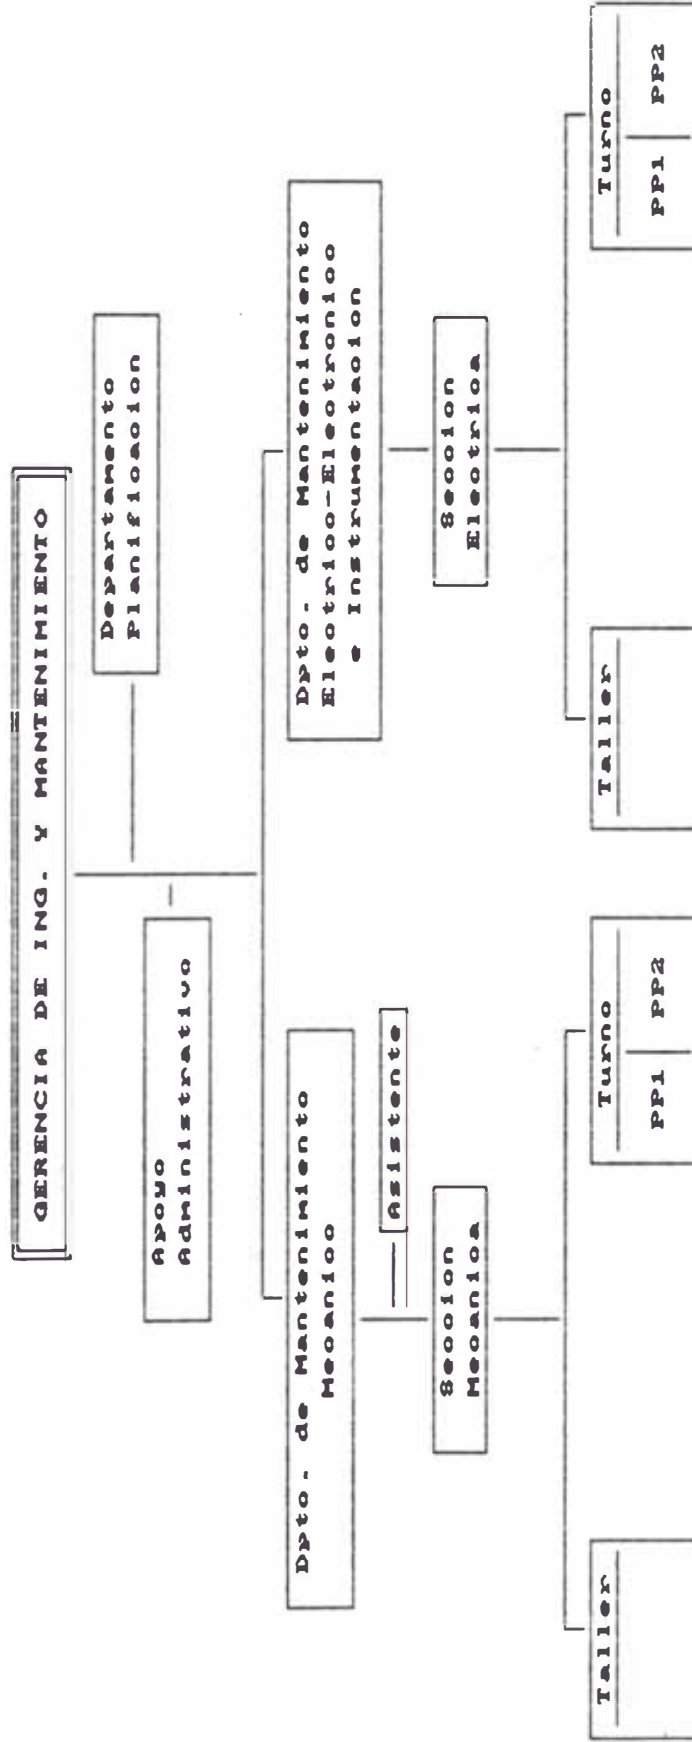 GERENCIA DE ING. Y MANTENIMIENTO
Departamento
Planificacion
Apoyo
Administrativo
Dpto. de Mantenimiento
Mecanico
Dpto. de Mantenimiento
Electrico-Electronico
e Instrumentacion
Asistente
Seccion
Mecanica
Seccion
Electrica
Taller
Turno
PP1 PP2
Taller
Turno
PP1 PP2